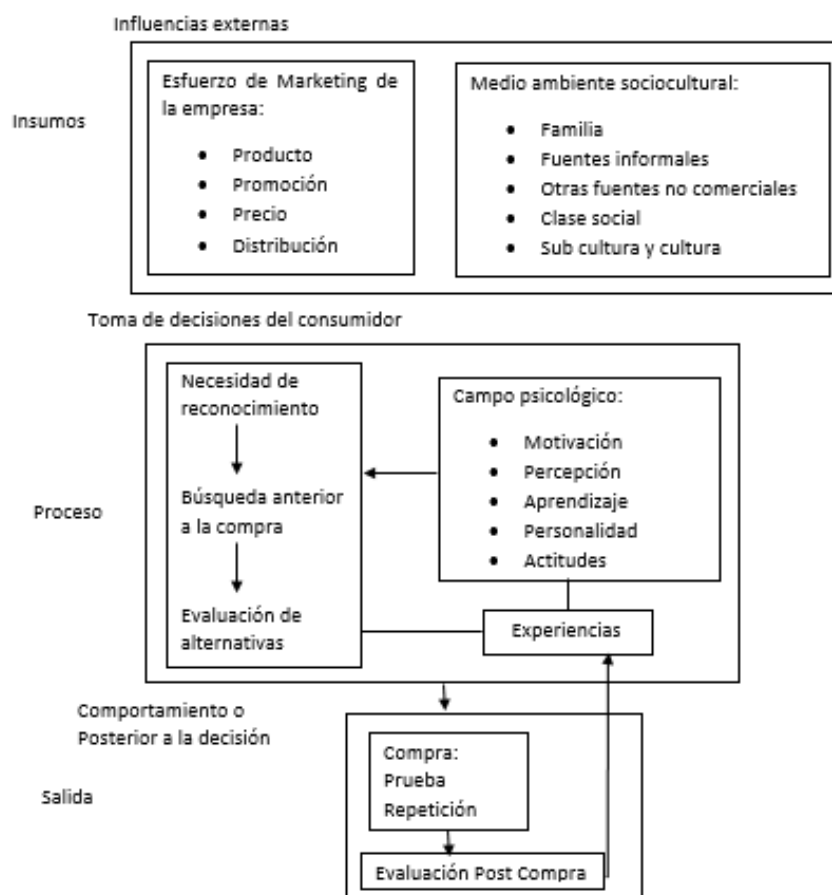 Influencias externas
Insumos
Esfuerzo de Marketing de
la empresa:
• Producto
• Promoción
• Precio
• Distribución
Medio ambiente sociocultural:
• Familia
• Fuentes informales
• Otras fuentes no comerciales
• Clase social
• Sub cultura y cultura
Toma de decisiones del consumidor
Proceso
Necesidad de
reconocimiento
Búsqueda anterior
a la compra
Evaluación de
alternativas
Campo psicológico:
• Motivación
• Percepción
• Aprendizaje
• Personalidad
• Actitudes
Experiencias
Comportamiento o
Posterior a la decisión
Salida
Compra:
Prueba
Repetición
Evaluación Post Compra